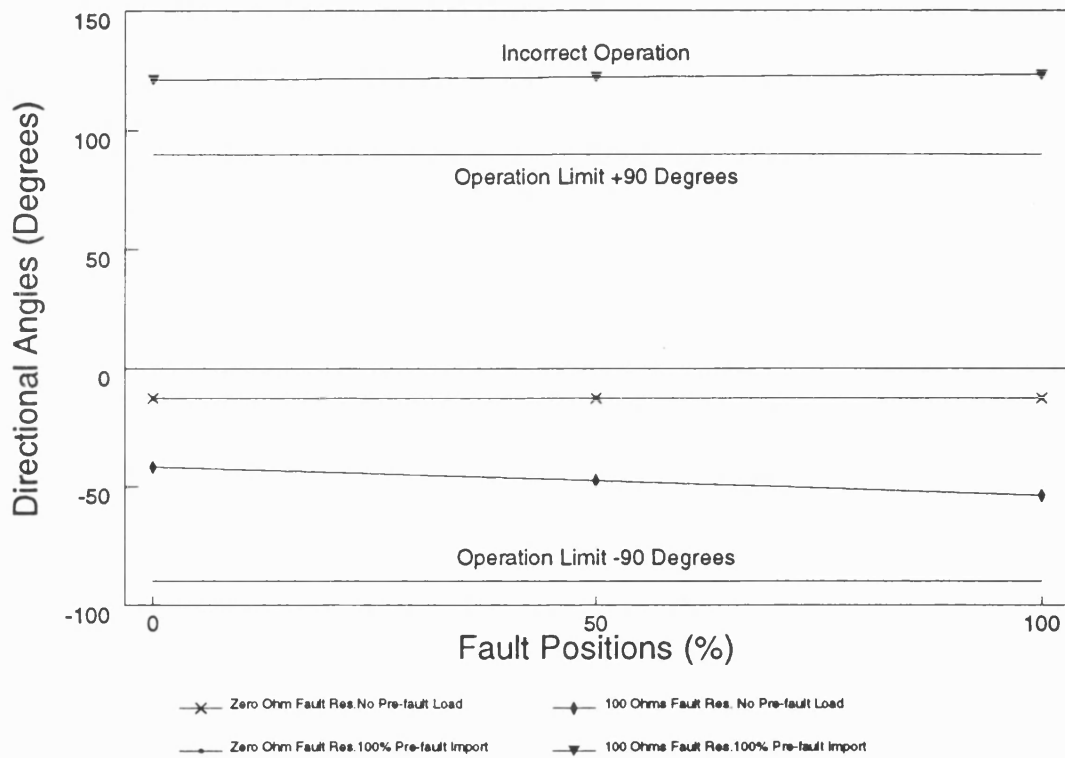 150
Incorrect Operation
100
Operation Limit +90 Degrees
50
0
-50
Operation Limit -90 Degrees
-100
Directional Angies (Degrees)
0
50
100
Fault Positions (%)
Zero Ohm Fault Res.No Pre-fault Load
100 Ohms Fault Res. No Pre-fault Load
Zero Ohm Fault Res.100% Pre-fault Import
100 Ohms Fault Res.100% Pre-fault Import